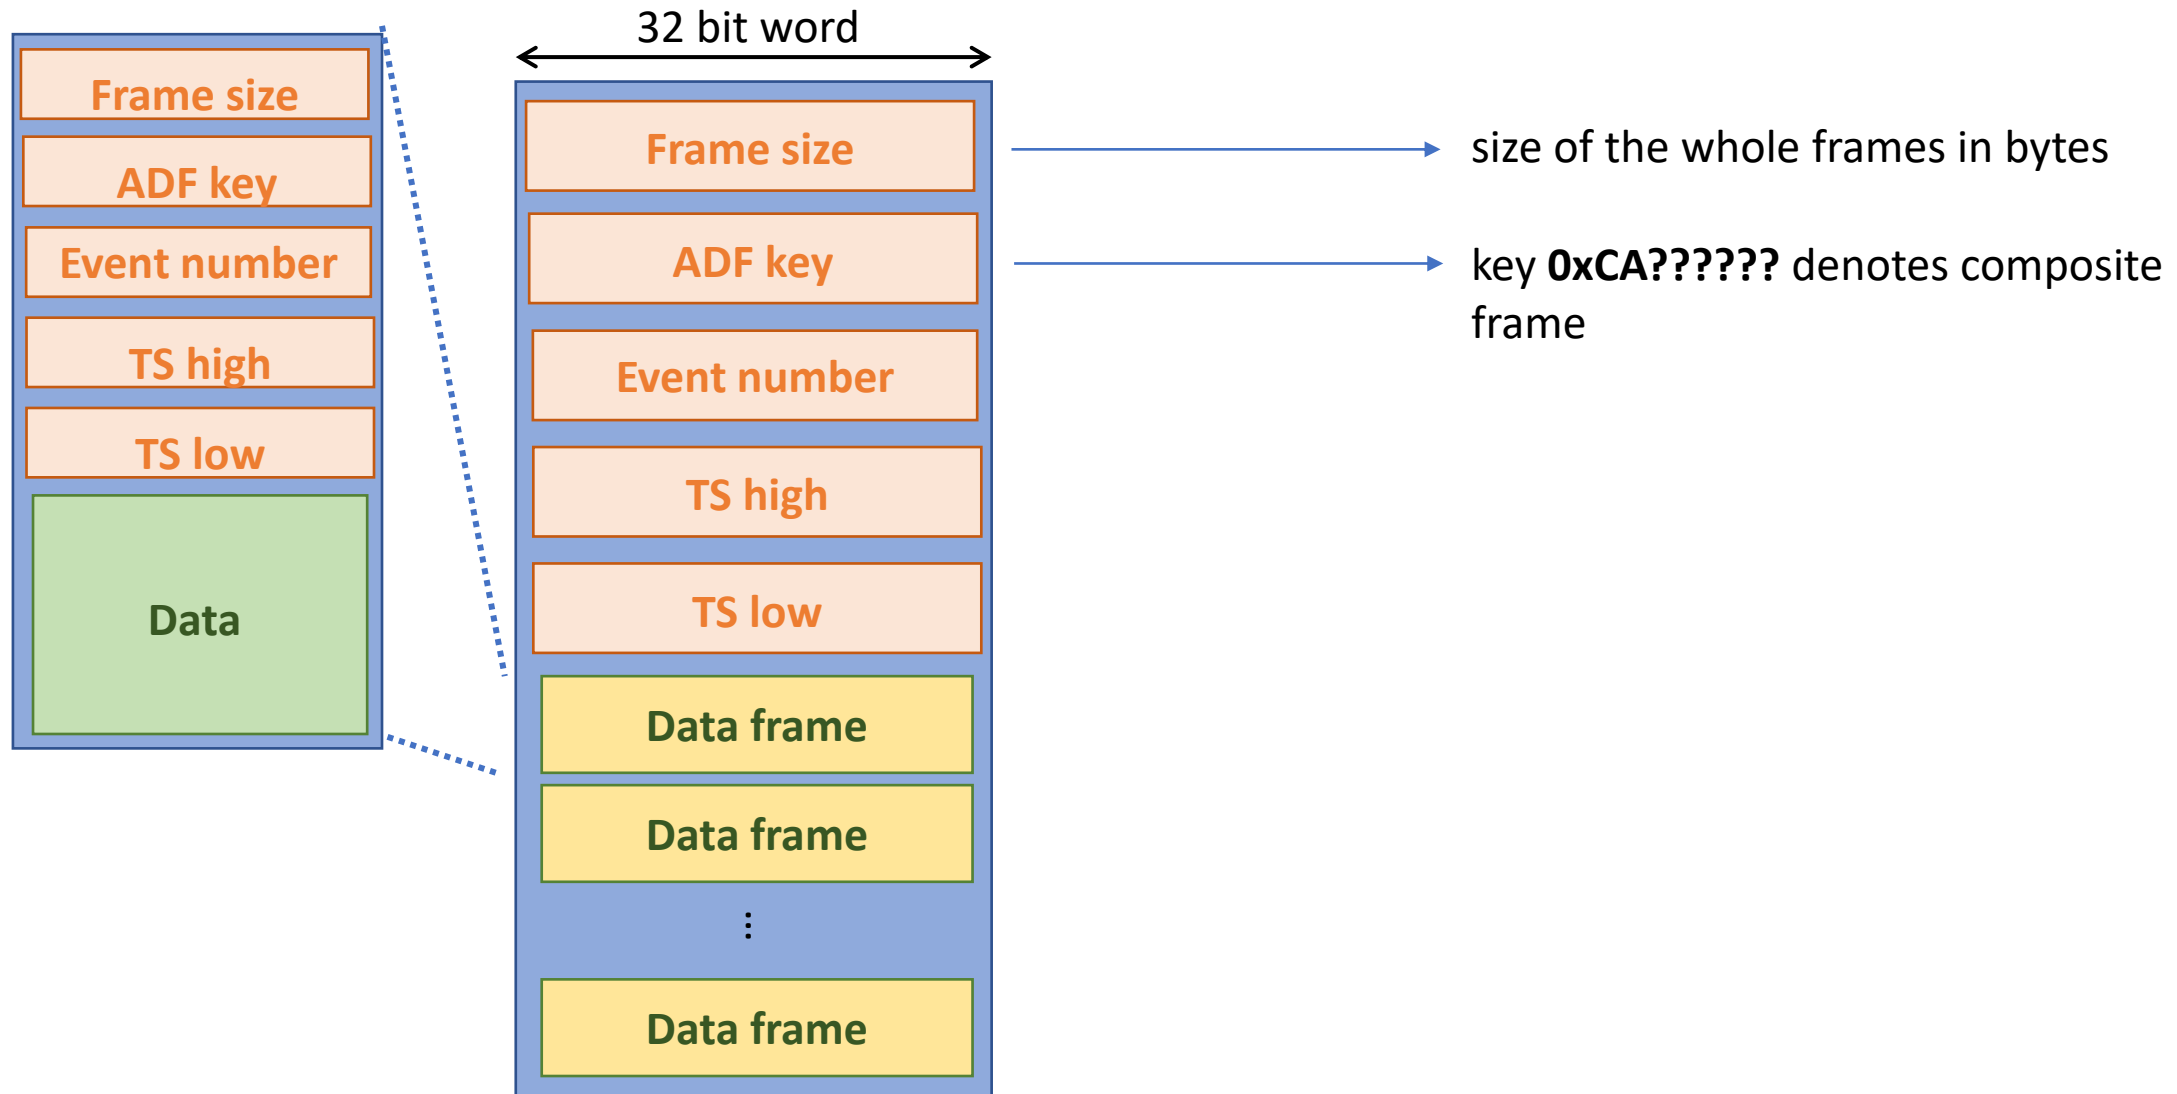 Frame size
ADF key
Event number
TS high
TS low
Data
32 bit word
Frame size
ADF key
Event number
TS high
TS low
Data frame
Data frame
...
Data frame
size of the whole frames in bytes
key 0xCA?????? denotes composite
frame